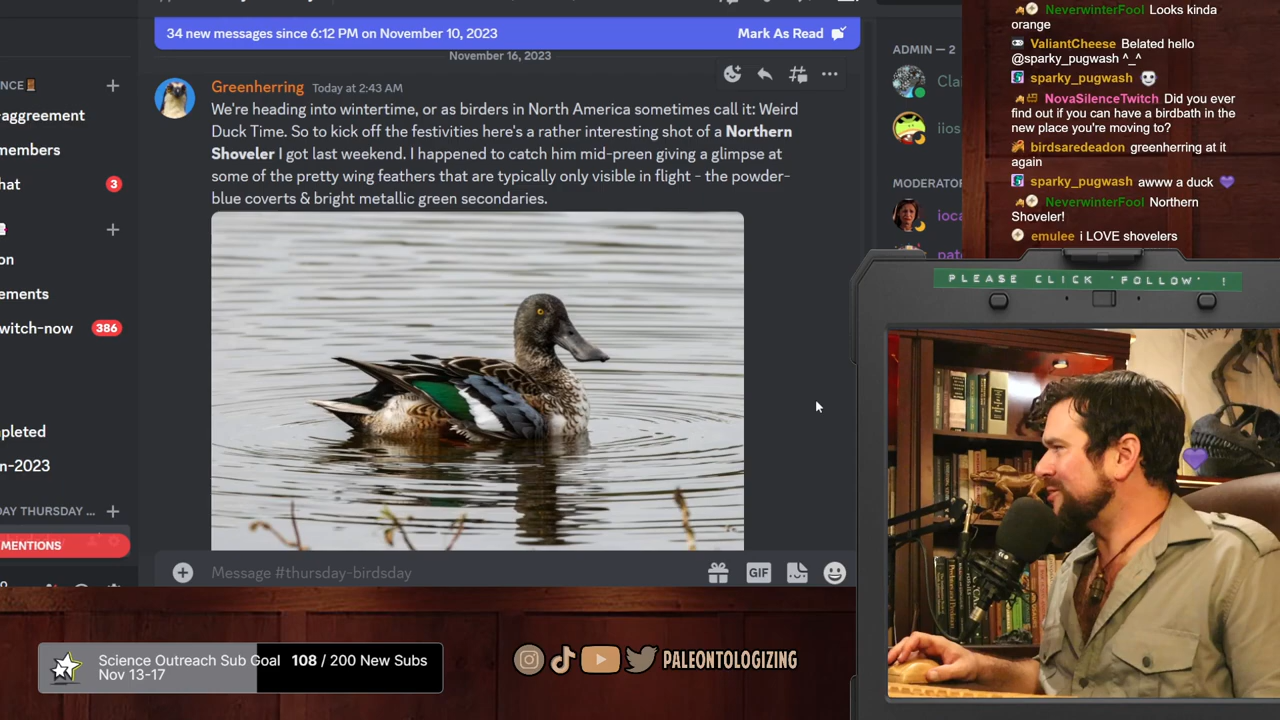 34 new messages since 6:12 PM on November 10, 2023
Mark As Read
November 16, 2023
NCE
-aggreement
members
hat
3
on
ements
witch-now
386
pleted
n-2023
DAY THURSDAY ...
MENTIONS
Greenherring Today at 2:43 AM
We're heading into wintertime, or as birders in North America sometimes call it: Weird
Duck Time. So to kick off the festivities here's a rather interesting shot of a Northern
Shoveler I got last weekend. I happened to catch him mid-preen giving a glimpse at
some of the pretty wing feathers that are typically only visible in flight - the powder-
blue coverts & bright metallic green secondaries.
Message #thursday-birdsday
GIF
ADMIN — 2
Clai
iios
MODERATOR
ioca
pat
NeverwinterFool Looks kinda
orange
ValiantCheese Belated hello
@sparky_pugwash ^_^
sparky_pugwash
NovaSilenceTwitch Did you ever
find out if you can have a birdbath in the
new place you're moving to?
birdsaredeadon greenherring at it
again
sparky_pugwash awww a duck
NeverwinterFool Northern
Shoveler!
emulee i LOVE shovelers
PLEASE CLICK 'FOLLOW' !
Science Outreach Sub Goal 108 / 200 New Subs
Nov 13-17
PALEONTOLOGIZING